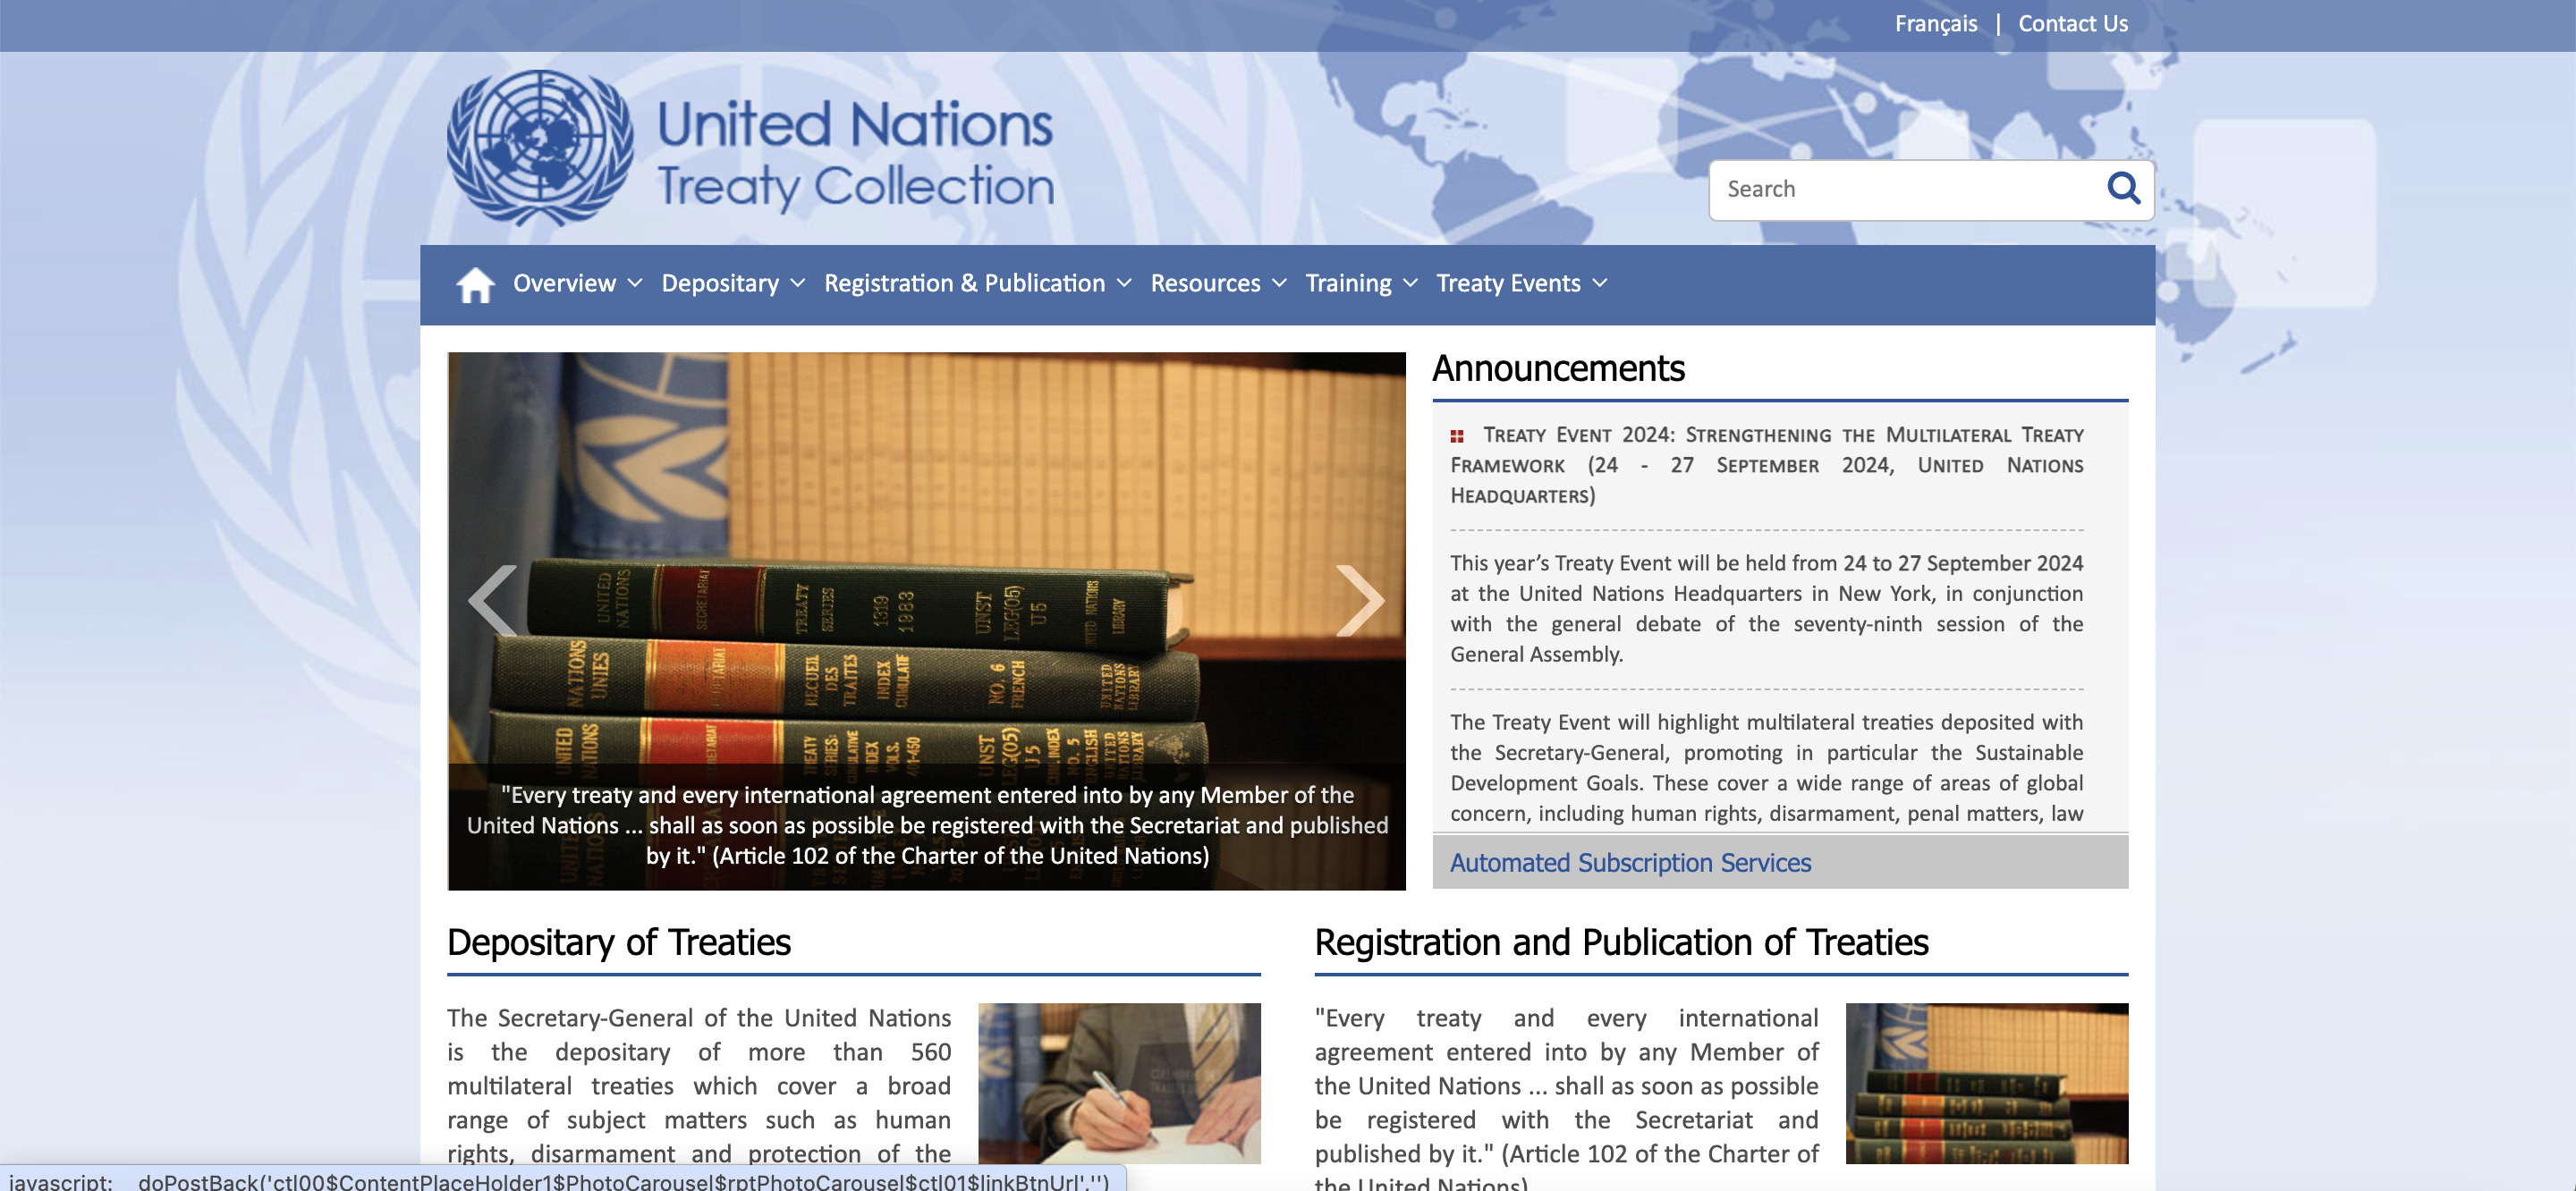 Français | Contact Us
United Nations
Treaty Collection
Search
Overview Depositary Registration & Publication Resources Training Treaty Events
UNITED NATIONS SECRETARIAT TREATY SERIES 1319 1983 UNST LEG(05) U5 UNITED NATIONS LIBRARY
NATIONS UNIES RECUEIL DES TRAITES INDEX CUMULATIF NO. 6 FRENCH UNITED NATIONS LIBRARY
UNITED NATIONS TREATY SERIES: CUMULATIVE INDEX VOLS. 401-450 UNST LEG(05) U 5 NO. 5 ENGLISH UNITED NATIONS LIBRARY
"Every treaty and every international agreement entered into by any Member of the
United Nations ... shall as soon as possible be registered with the Secretariat and published
by it." (Article 102 of the Charter of the United Nations)
Announcements
Treaty Event 2024: Strengthening the Multilateral Treaty
Framework (24 - 27 September 2024, United Nations
Headquarters)
This year’s Treaty Event will be held from 24 to 27 September 2024
at the United Nations Headquarters in New York, in conjunction
with the general debate of the seventy-ninth session of the
General Assembly.
The Treaty Event will highlight multilateral treaties deposited with
the Secretary-General, promoting in particular the Sustainable
Development Goals. These cover a wide range of areas of global
concern, including human rights, disarmament, penal matters, law
Automated Subscription Services
Depositary of Treaties
The Secretary-General of the United Nations
is the depositary of more than 560
multilateral treaties which cover a broad
range of subject matters such as human
rights, disarmament and protection of the
Registration and Publication of Treaties
"Every treaty and every international
agreement entered into by any Member of
the United Nations ... shall as soon as possible
be registered with the Secretariat and
published by it." (Article 102 of the Charter of
the United Nations)
javascript:__doPostBack('ctl00$ContentPlaceHolder1$PhotoCarousel$rptPhotoCarousel$ctl01$linkBtnUrl','')